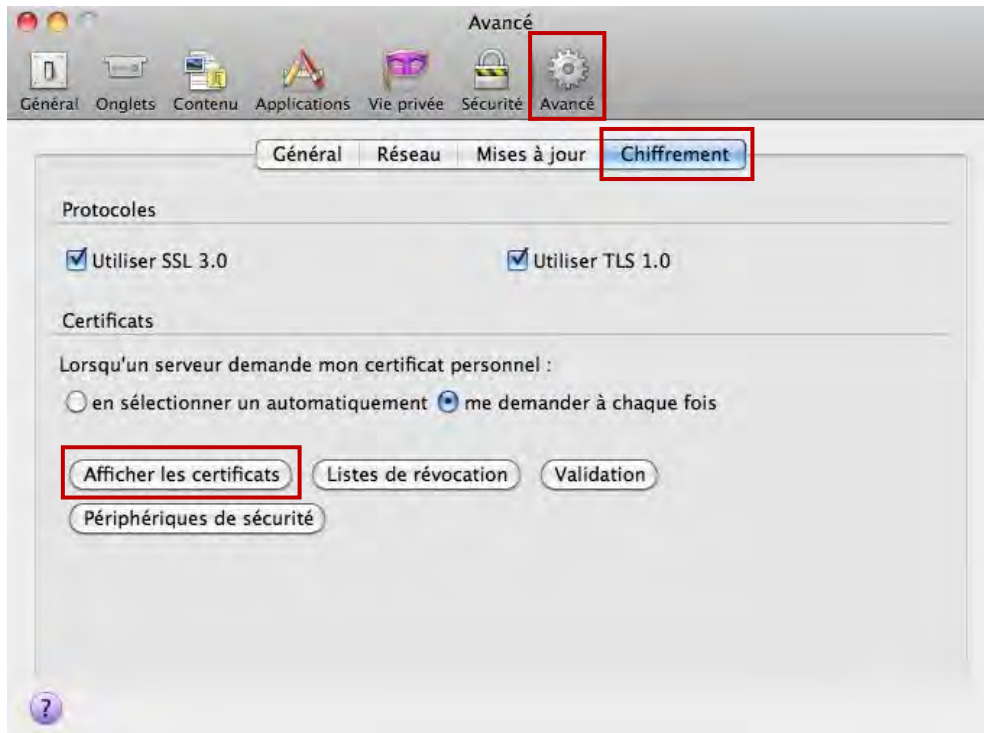 Avancé
Général Onglets Contenu Applications Vie privée Sécurité Avancé
Général Réseau Mises à jour Chiffrement
Protocoles
Utiliser SSL 3.0 Utiliser TLS 1.0
Certificats
Lorsqu'un serveur demande mon certificat personnel :
en sélectionner un automatiquement me demander à chaque fois
Afficher les certificats Listes de révocation Validation
Périphériques de sécurité
?